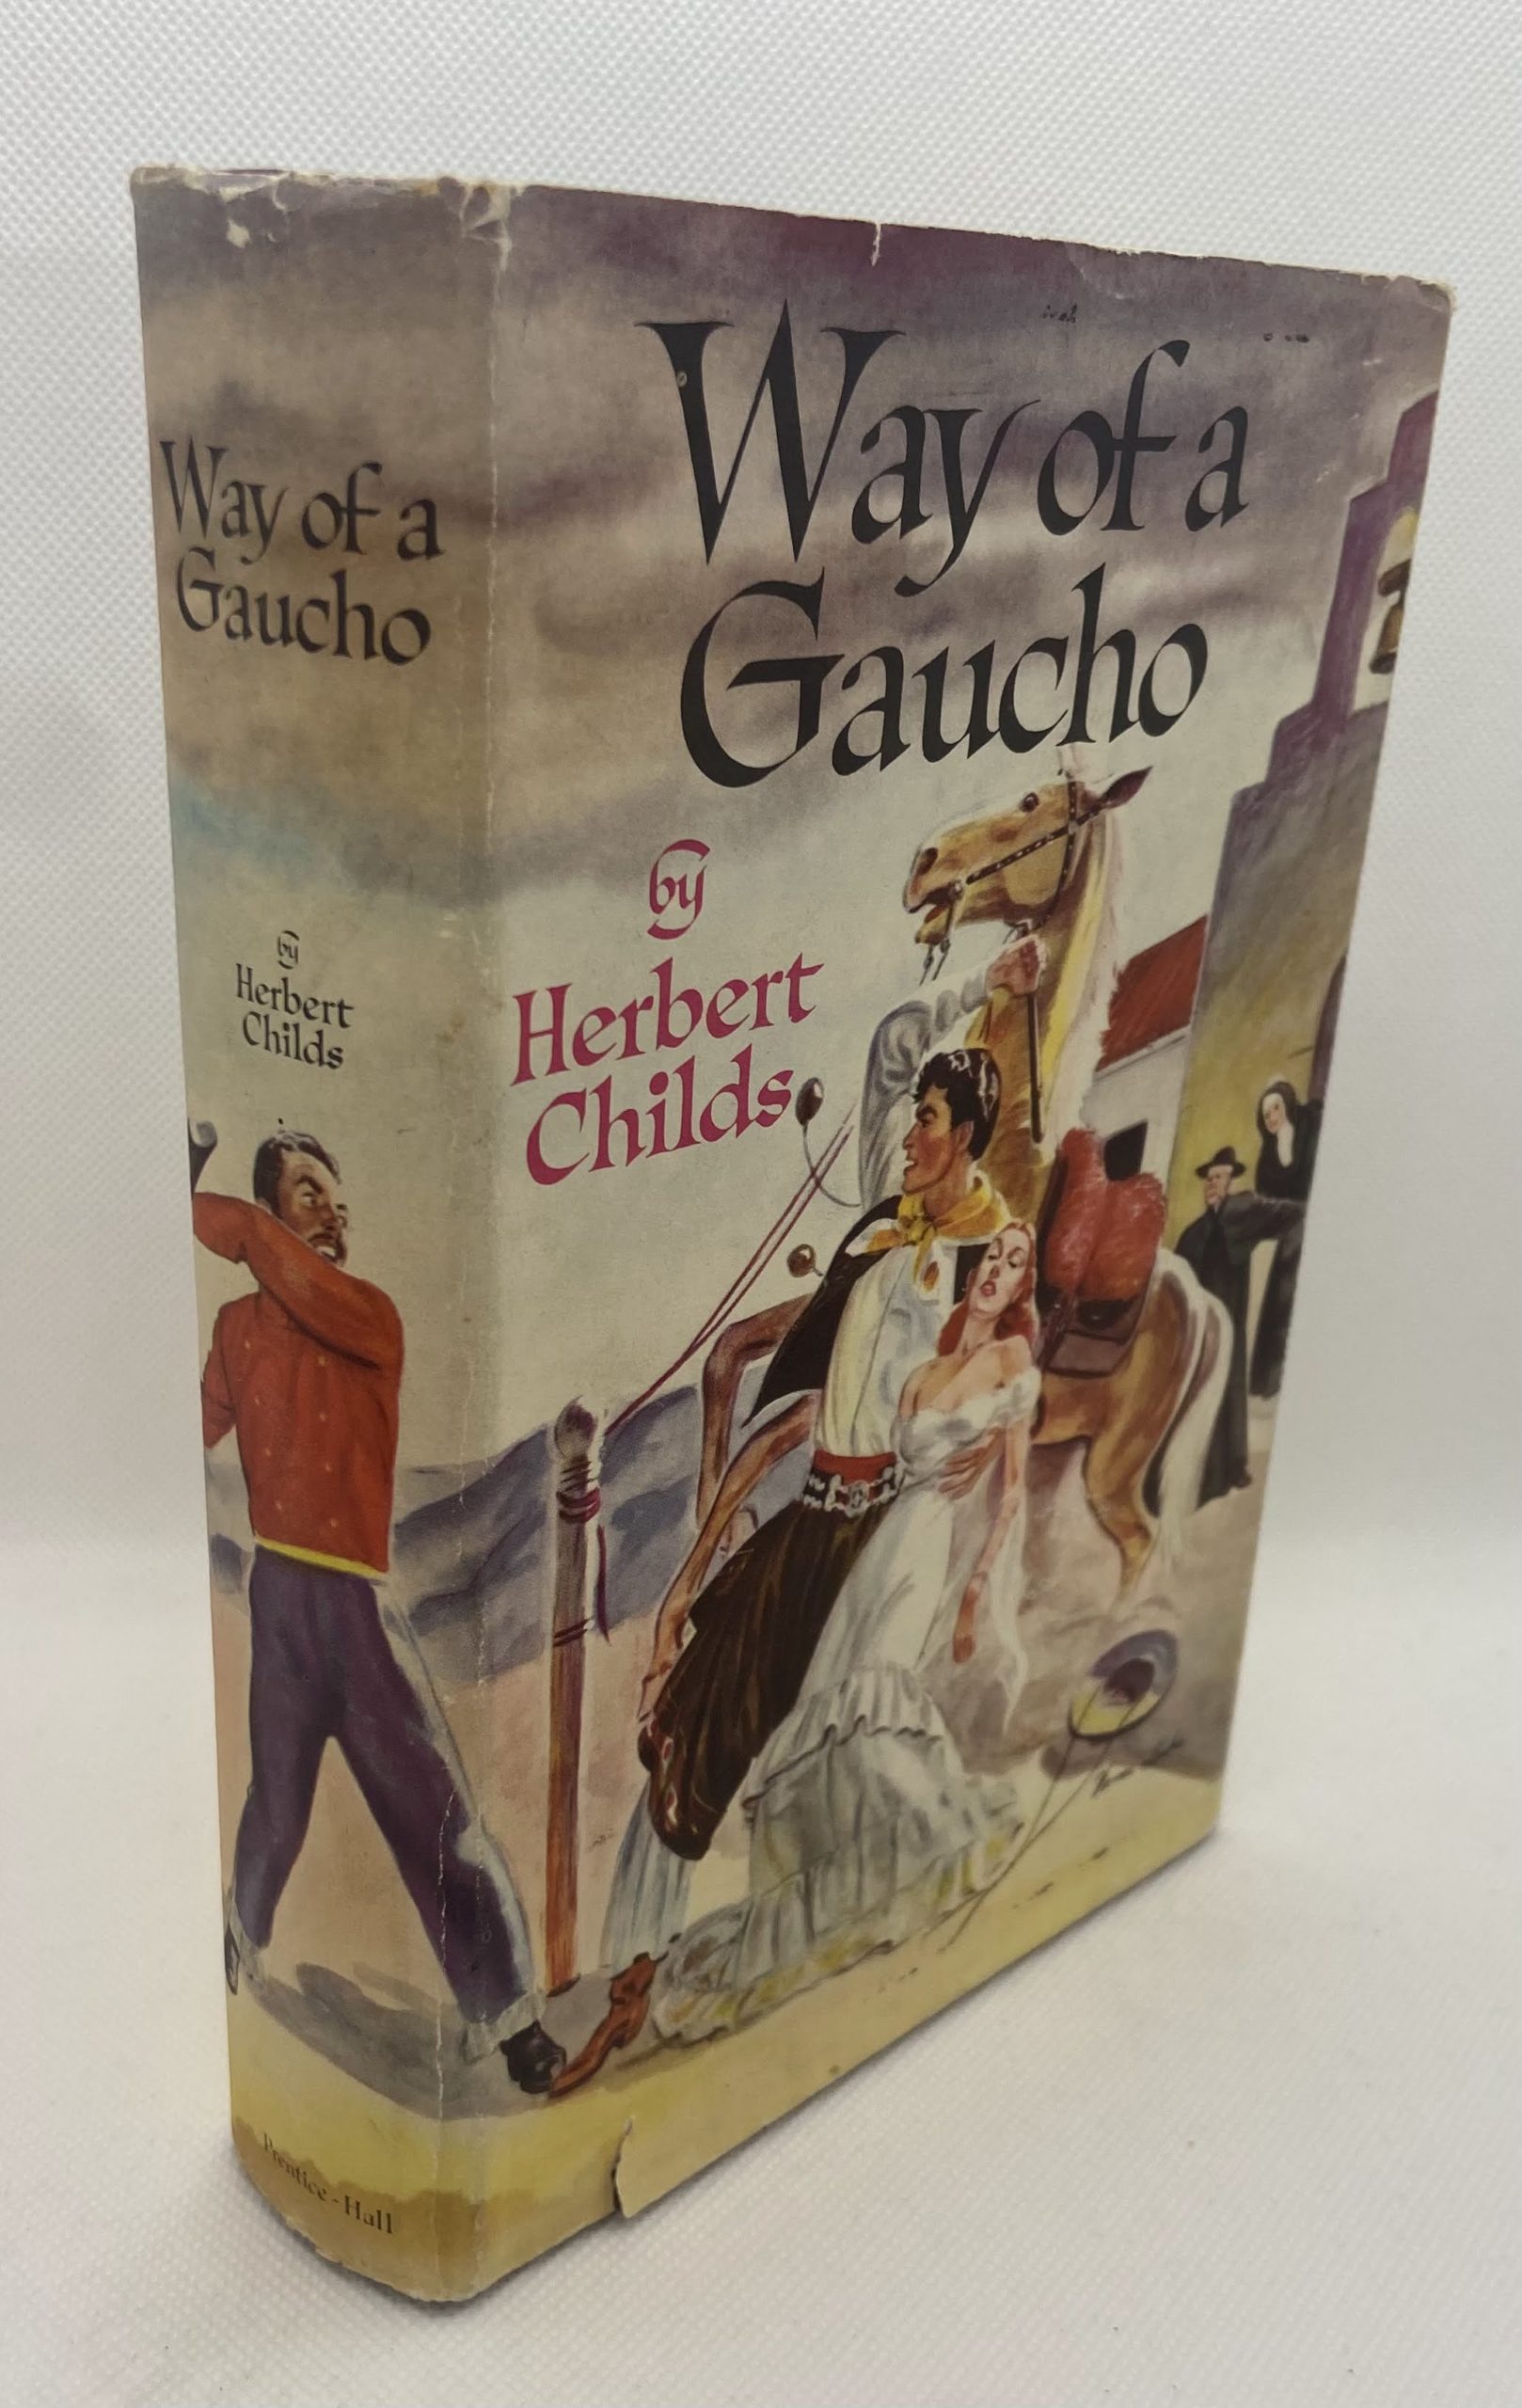 Way of a
Gaucho
by
Herbert
Childs
Prentice-Hall
Way of a
Gaucho
by
Herbert
Childs